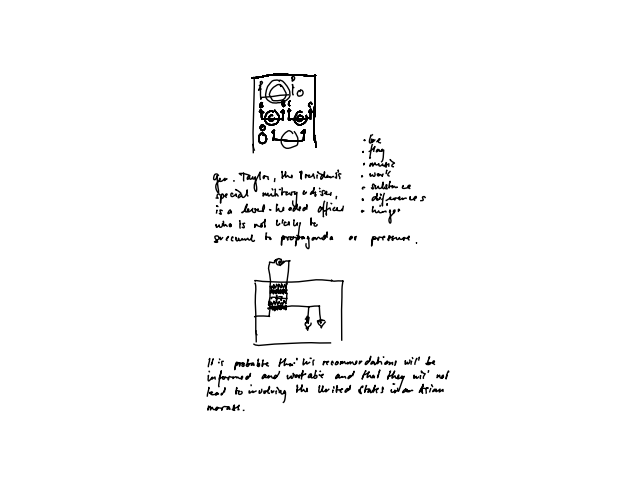 Gen. Taylor, the President's
special military adviser,
is a level-headed officer
who is not likely to
succumb to propaganda or pressure.
• flag
• music
• work
• substance
• differences
It is probable that his recommendations will be
informed and workable and that they will not
lead to involving the United States in an Asian
morass.